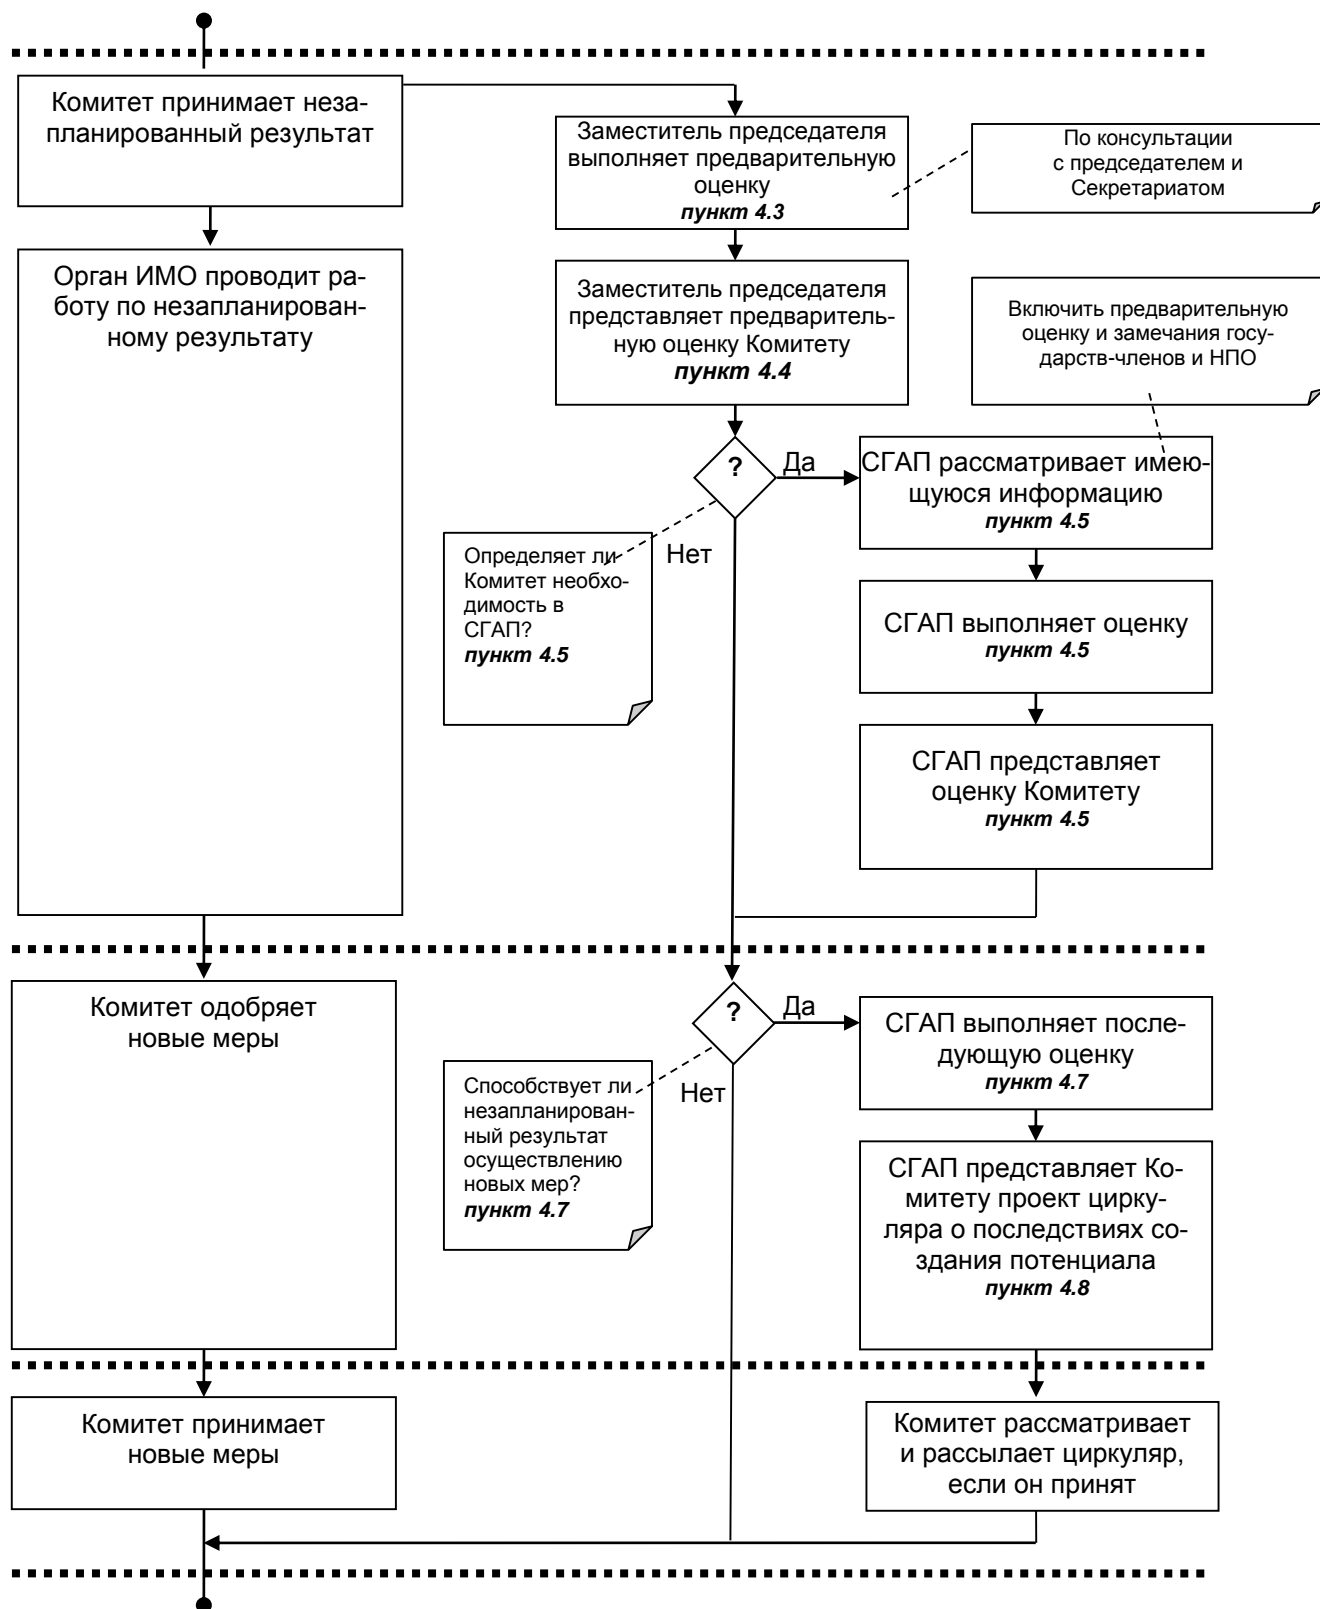 Комитет принимает неза-
планированный результат
Заместитель председателя
выполняет предварительную
оценку
пункт 4.3
По консультации
с председателем и
Секретариатом
Орган ИМО проводит ра-
боту по незапланирован-
ному результату
Заместитель председателя
представляет предваритель-
ную оценку Комитету
пункт 4.4
Включить предварительную
оценку и замечания госу-
дарств-членов и НПО
?
Да
СГАП рассматривает имею-
щуюся информацию
пункт 4.5
Нет
Определяет ли
Комитет необхо-
димость в
СГАП?
пункт 4.5
СГАП выполняет оценку
пункт 4.5
СГАП представляет
оценку Комитету
пункт 4.5
Комитет одобряет
новые меры
?
Да
СГАП выполняет после-
дующую оценку
пункт 4.7
Нет
Способствует ли
незапланирован-
ный результат
осуществлению
новых мер?
пункт 4.7
СГАП представляет Ко-
митету проект цирку-
ляра о последствиях со-
здания потенциала
пункт 4.8
Комитет принимает
новые меры
Комитет рассматривает
и рассылает циркуляр,
если он принят